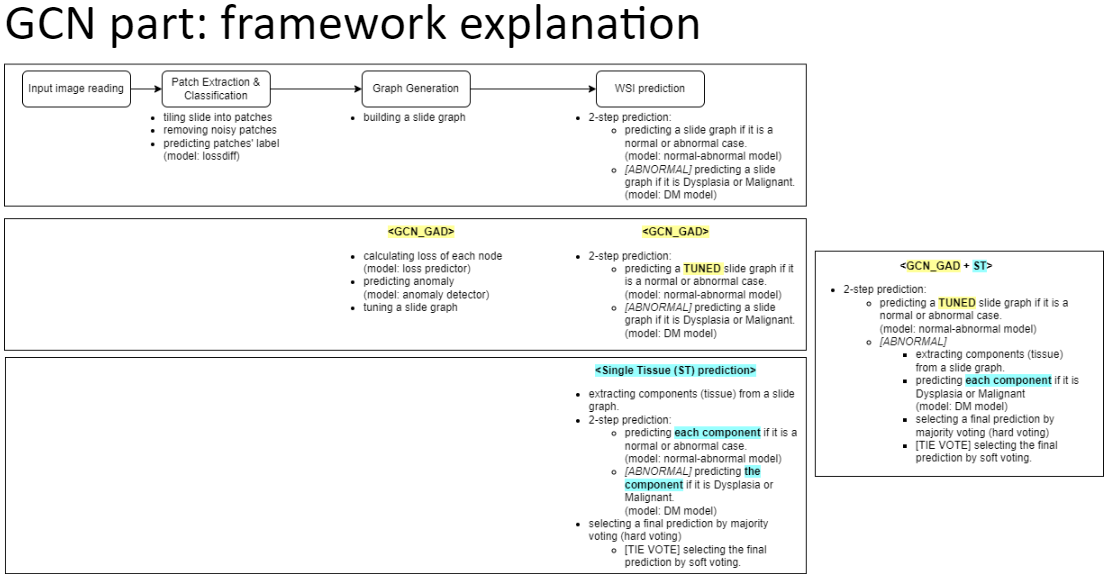 GCN part: framework explanation
Input image reading
Patch Extraction &
Classification
Graph Generation
WSI prediction
• tiling slide into patches
• removing noisy patches
• predicting patches' label
(model: lossdiff)
• building a slide graph
• 2-step prediction:
○ predicting a slide graph if it is a
normal or abnormal case.
(model: normal-abnormal model)
○ [ABNORMAL] predicting a slide
graph if it is Dysplasia or Malignant.
(model: DM model)
<GCN_GAD>
• calculating loss of each node
(model: loss predictor)
• predicting anomaly
(model: anomaly detector)
• tuning a slide graph
<GCN_GAD>
• 2-step prediction:
○ predicting a TUNED slide graph if it
is a normal or abnormal case.
(model: normal-abnormal model)
○ [ABNORMAL] predicting a slide
graph if it is Dysplasia or Malignant.
(model: DM model)
<Single Tissue (ST) prediction>
• extracting components (tissue) from a slide
graph.
• 2-step prediction:
○ predicting each component if it is a
normal or abnormal case.
(model: normal-abnormal model)
○ [ABNORMAL] predicting the
component if it is Dysplasia or
Malignant.
(model: DM model)
• selecting a final prediction by majority
voting (hard voting)
○ [TIE VOTE] selecting the final
prediction by soft voting.
<GCN_GAD + ST>
• 2-step prediction:
○ predicting a TUNED slide graph if it is a
normal or abnormal case.
(model: normal-abnormal model)
○ [ABNORMAL]
▪ extracting components (tissue)
from a slide graph.
▪ predicting each component if it is
Dysplasia or Malignant
(model: DM model)
▪ selecting a final prediction by
majority voting (hard voting)
▪ [TIE VOTE] selecting the final
prediction by soft voting.